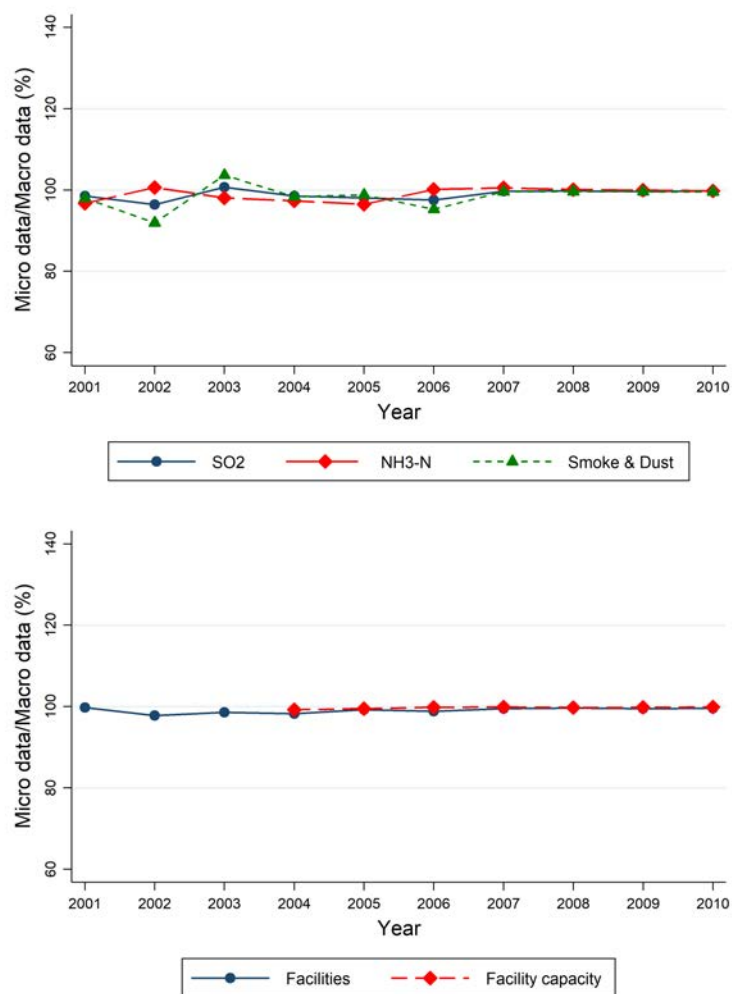 Micro data/Macro data (%)
140
120
100
80
60
2001 2002 2003 2004 2005 2006 2007 2008 2009 2010
Year
SO2 NH3-N Smoke & Dust
Micro data/Macro data (%)
140
120
100
80
60
2001 2002 2003 2004 2005 2006 2007 2008 2009 2010
Year
Facilities Facility capacity